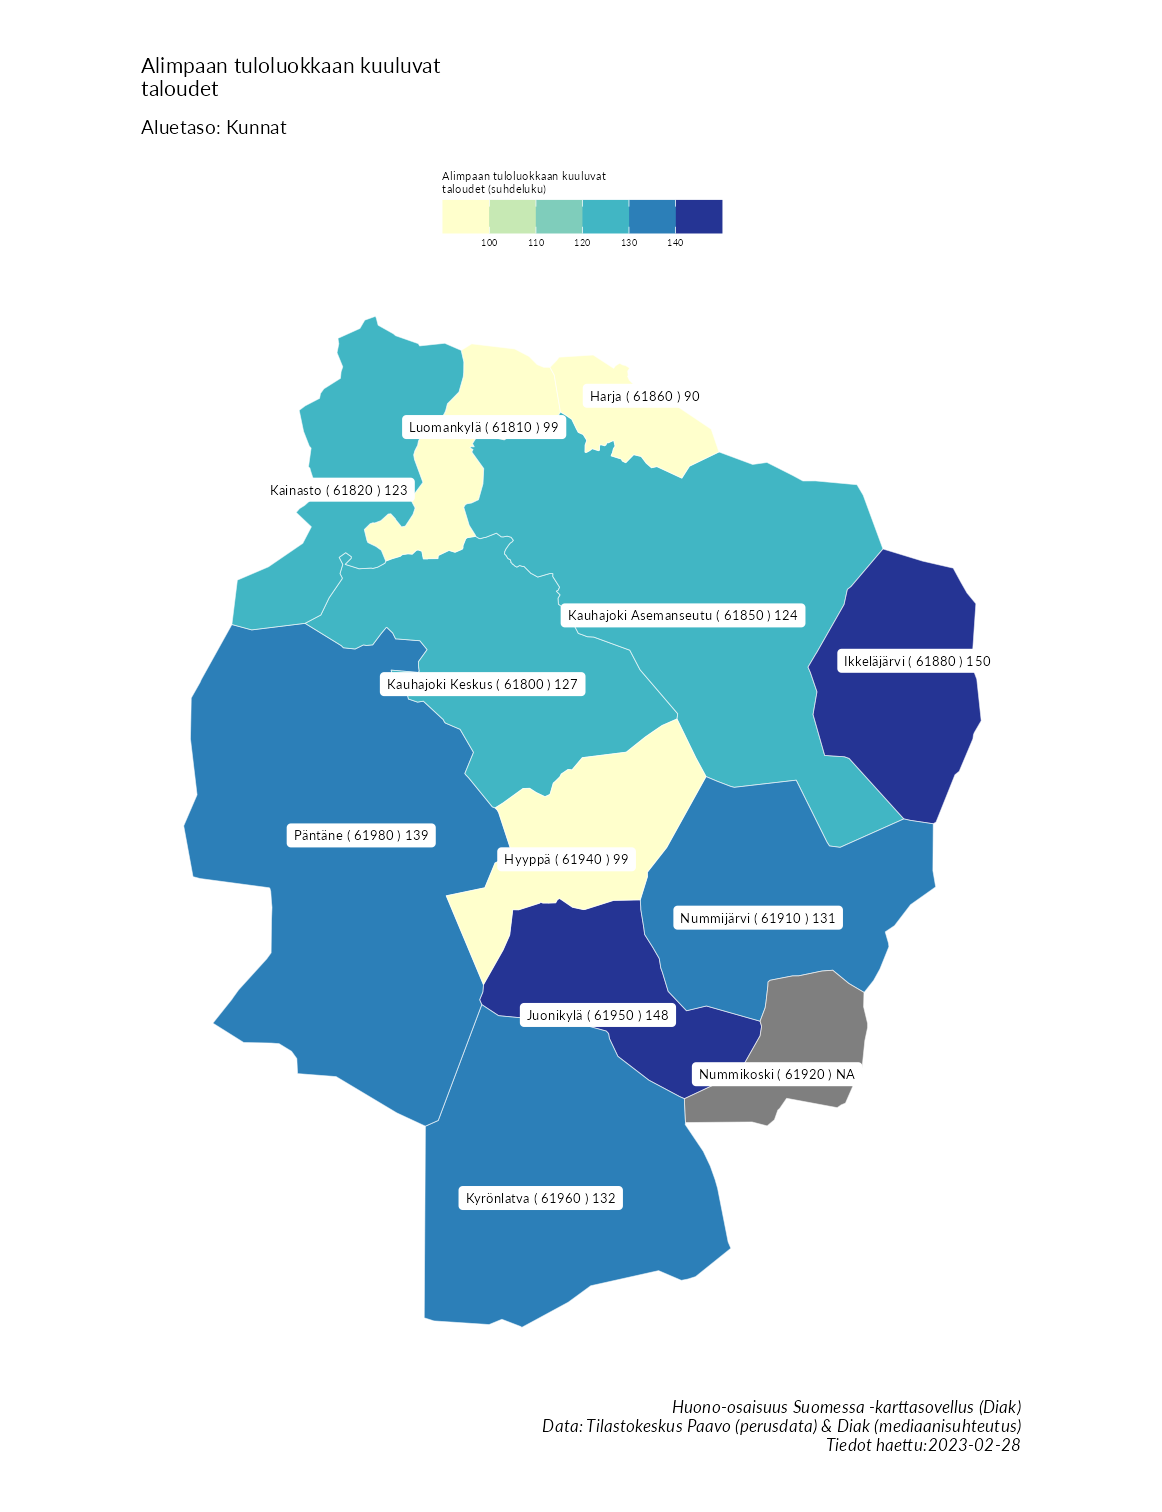 Alimpaan tuloluokkaan kuuluvat
taloudet
Aluetaso: Kunnat
Alimpaan tuloluokkaan kuuluvat
taloudet (suhdeluku)
100 110 120 130 140
Harja ( 61860 ) 90
Luomankylä ( 61810 ) 99
Kainasto ( 61820 ) 123
Kauhajoki Asemanseutu ( 61850 ) 124
Ikkeläjärvi ( 61880 ) 150
Kauhajoki Keskus ( 61800 ) 127
Päntäne ( 61980 ) 139
Hyyppä ( 61940 ) 99
Nummijärvi ( 61910 ) 131
Juonikylä ( 61950 ) 148
Nummikoski ( 61920 ) NA
Kyrönlatva ( 61960 ) 132
Huono-osaisuus Suomessa -karttasovellus (Diak)
Data: Tilastokeskus Paavo (perusdata) & Diak (mediaanisuhteutus)
Tiedot haettu:2023-02-28